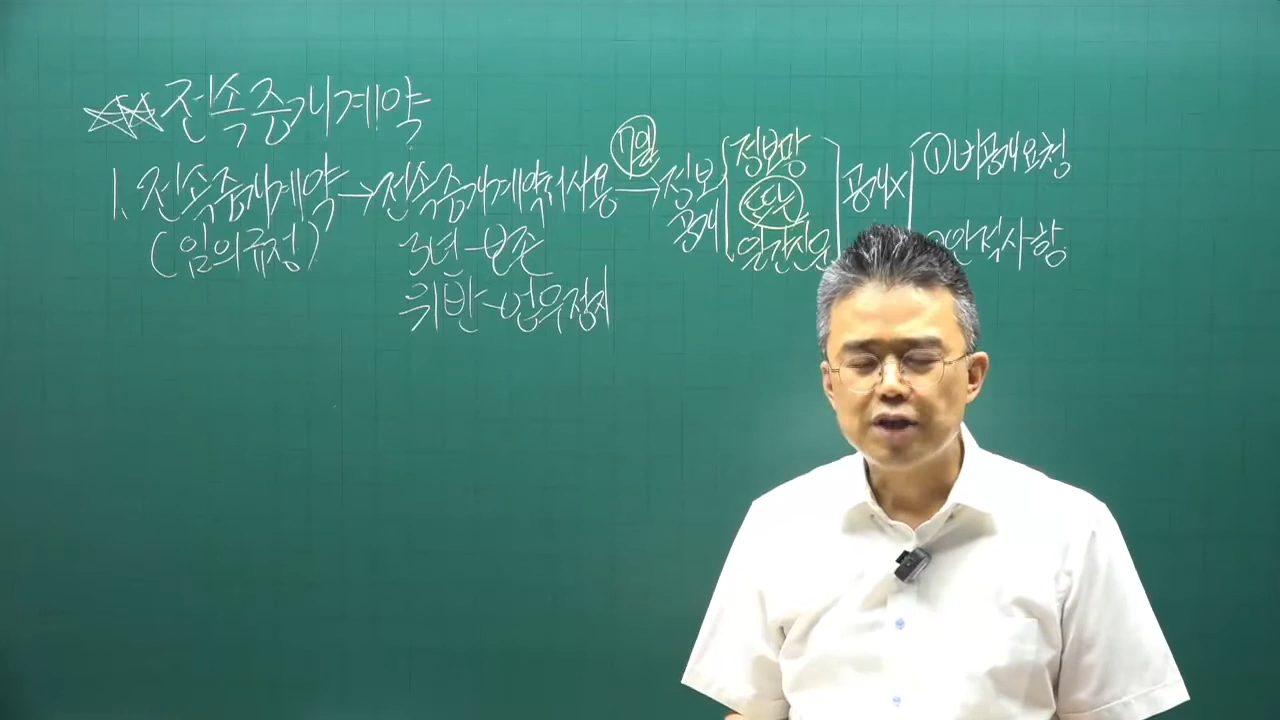 전속중개계약
1. 전속중개계약 → 전속중개계약서사용 7일 → 정보공개 정보망 공개× ①비공개요청
(임의규정) 3년-보존 일간신문 인적사항
위반-업무정지